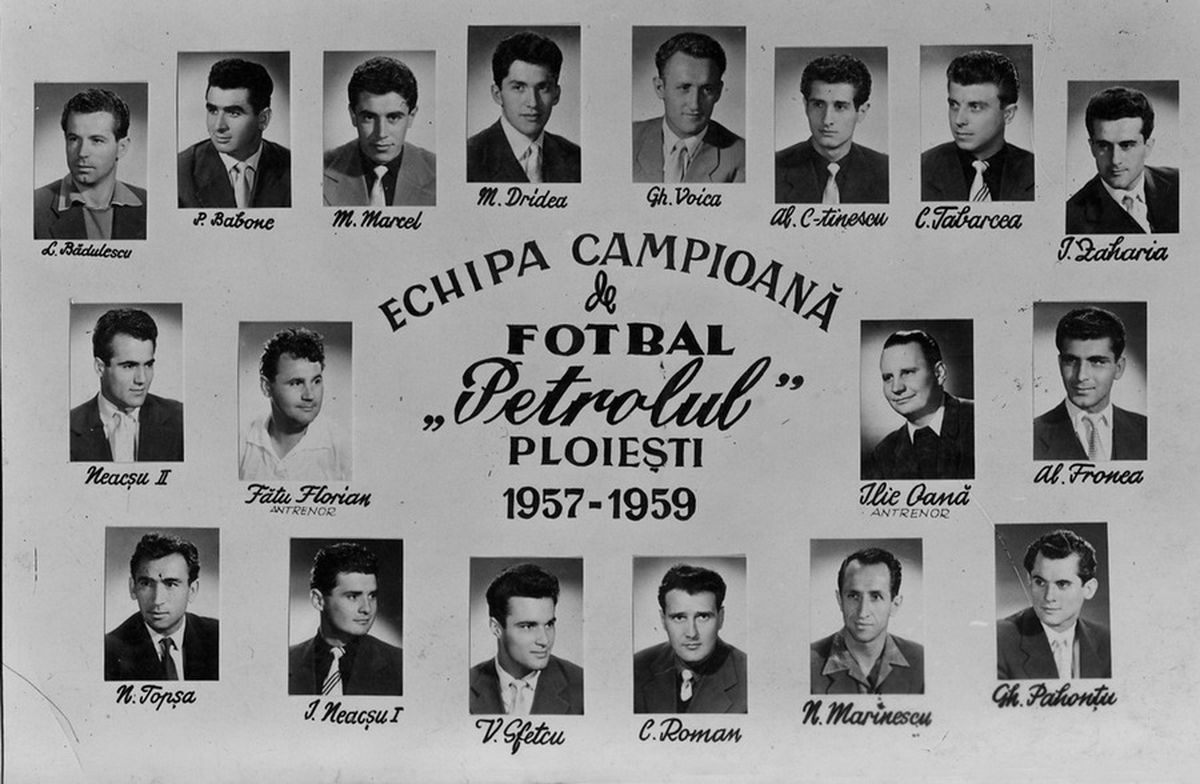 L. Bădulescu
P. Babone
M. Marcel
M. Dridea
Gh. Voica
Al. C-tinescu
C. Tabarcea
I. Zaharia
ECHIPA CAMPIOANĂ
de
FOTBAL
„Petrolul”
PLOIEȘTI
1957-1959
Neacșu II
Fătu Florian
ANTRENOR
Ilie Oană
ANTRENOR
Al. Fronea
N. Topșa
I. Neacșu I
V. Sfetcu
C. Roman
N. Marinescu
Gh. Pahonțu